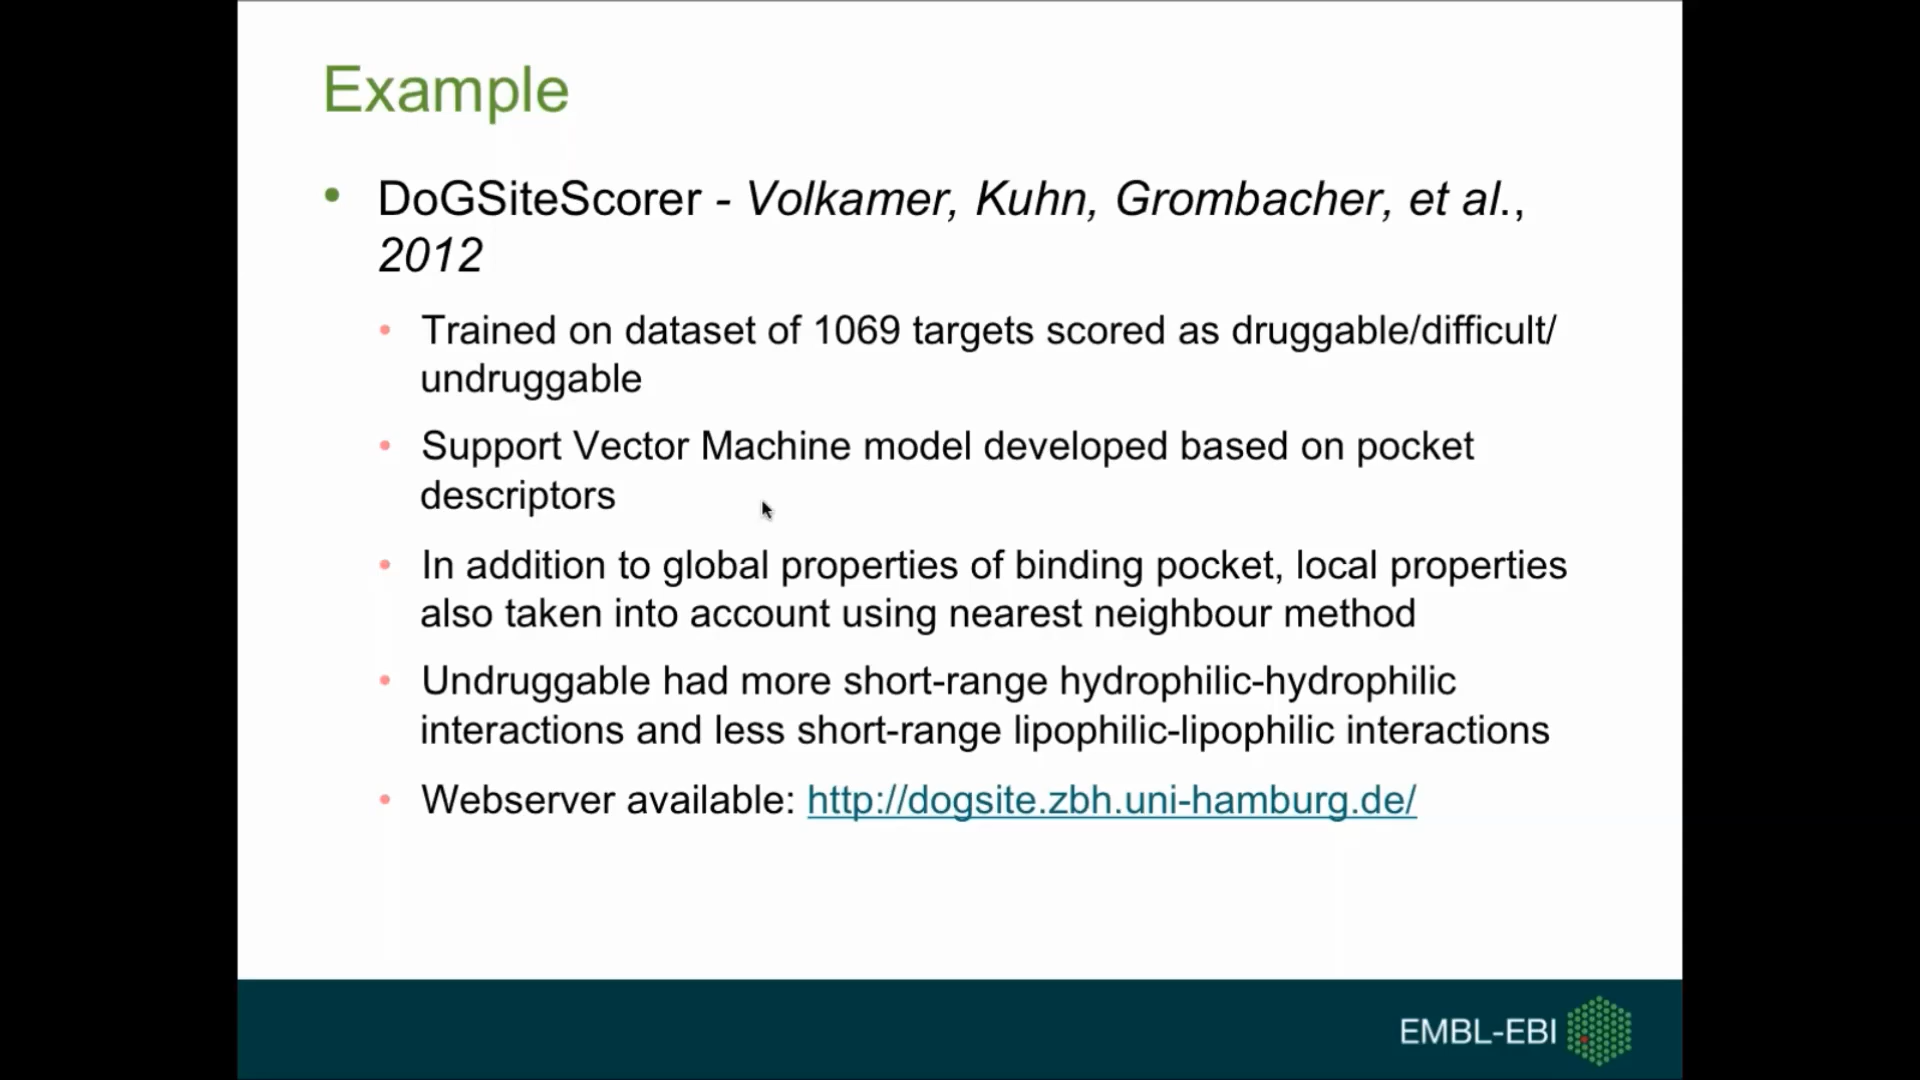 Example
• DoGSiteScorer - Volkamer, Kuhn, Grombacher, et al.,
2012
• Trained on dataset of 1069 targets scored as druggable/difficult/
undruggable
• Support Vector Machine model developed based on pocket
descriptors
• In addition to global properties of binding pocket, local properties
also taken into account using nearest neighbour method
• Undruggable had more short-range hydrophilic-hydrophilic
interactions and less short-range lipophilic-lipophilic interactions
• Webserver available: http://dogsite.zbh.uni-hamburg.de/
EMBL-EBI